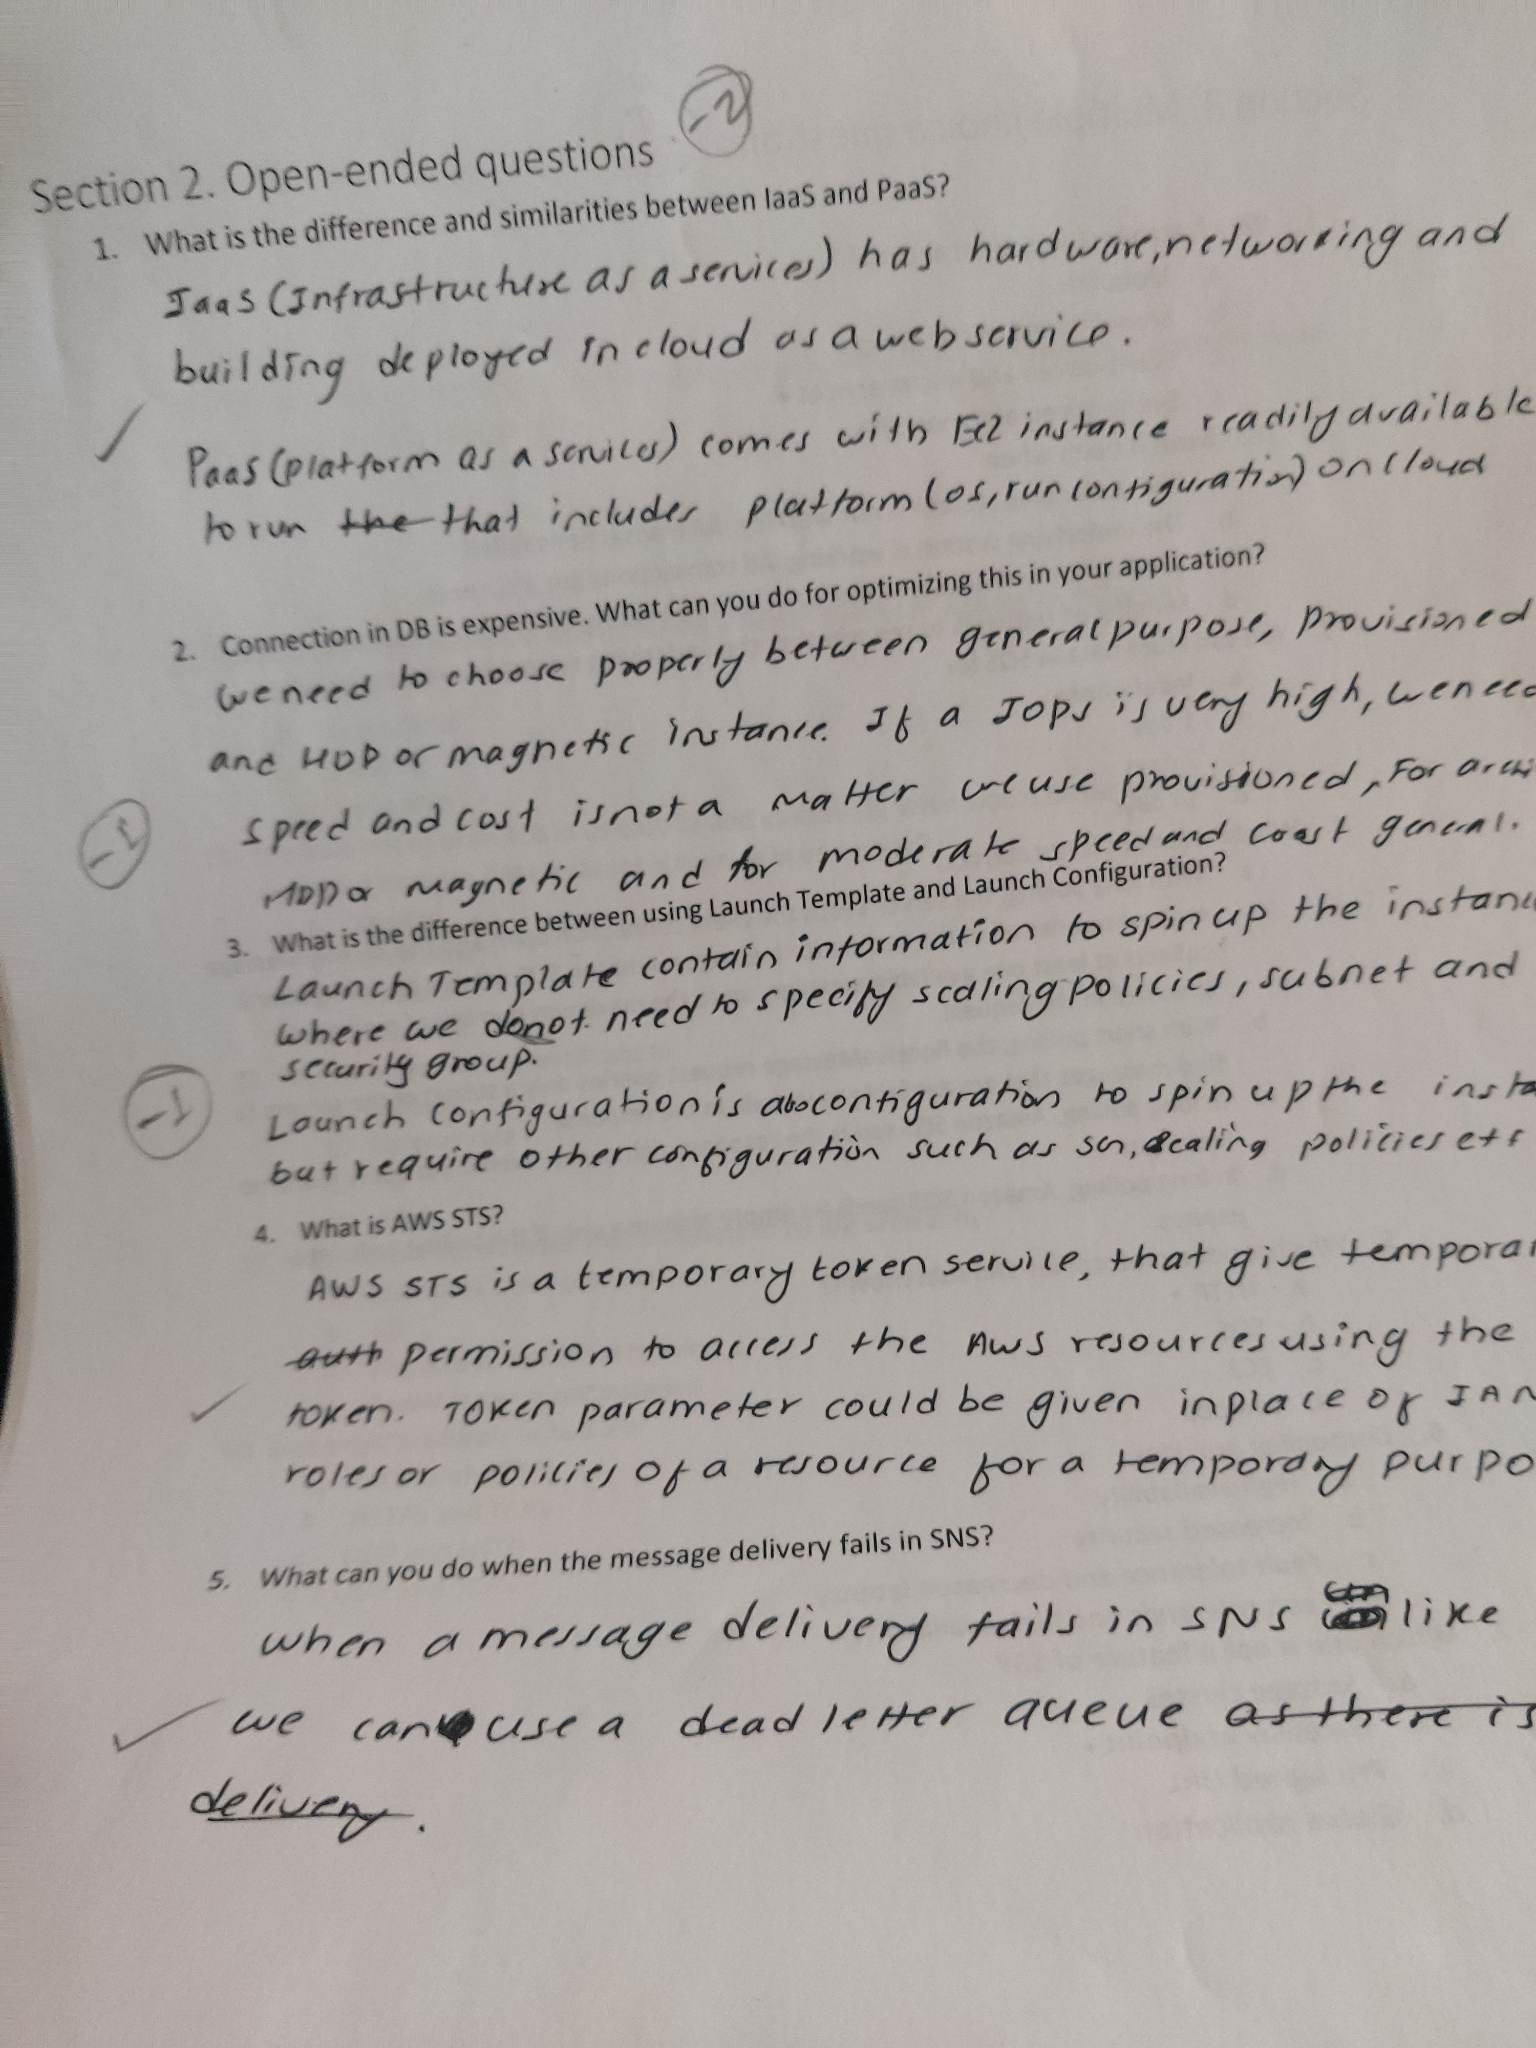 -2
Section 2. Open-ended questions
1. What is the difference and similarities between IaaS and PaaS?
IaaS (Infrastructure as a services) has hardware, networking and
building deployed in cloud as a web service.
PaaS (platform as a services) comes with Ec2 instance readily available
to run the that includes platform (os, run configuration) on cloud
2. Connection in DB is expensive. What can you do for optimizing this in your application?
we need to choose properly between general purpose, provisioned
and HDD or magnetic instance. If a IOPS is very high, we need
speed and cost is not a matter we use provisioned, For
-1
or magnetic and for moderate speed and coast general.
3. What is the difference between using Launch Template and Launch Configuration?
Launch Template contain information to spin up the instan
where we donot need to specify scaling policies, subnet and
security group.
-1
Launch configuration is also configuration to spin up the insta
but require other configuration such as scaling policies etc
4. What is AWS STS?
AWS STS is a temporary token service, that give tempora
auth permission to access the AWS resources using the
token. Token parameter could be given inplace of IAM
roles or policies of a resource for a temporary purpo
5. What can you do when the message delivery fails in SNS?
when a message delivery fails in SNS like
we can use a dead letter queue as there is
delivery.